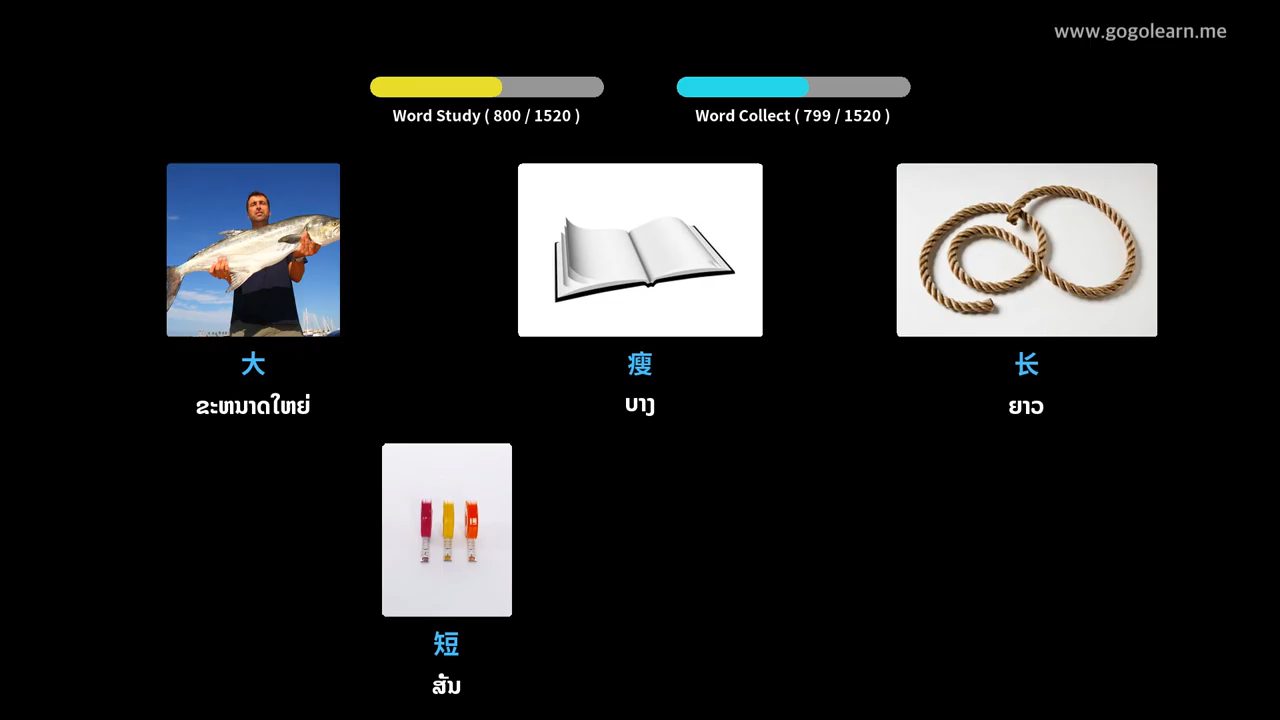 www.gogolearn.me
Word Study ( 800 / 1520 )
Word Collect ( 799 / 1520 )
大
ຂະຫນາດໃຫຍ່
瘦
ບາງ
长
ຍາວ
短
ສັ້ນ